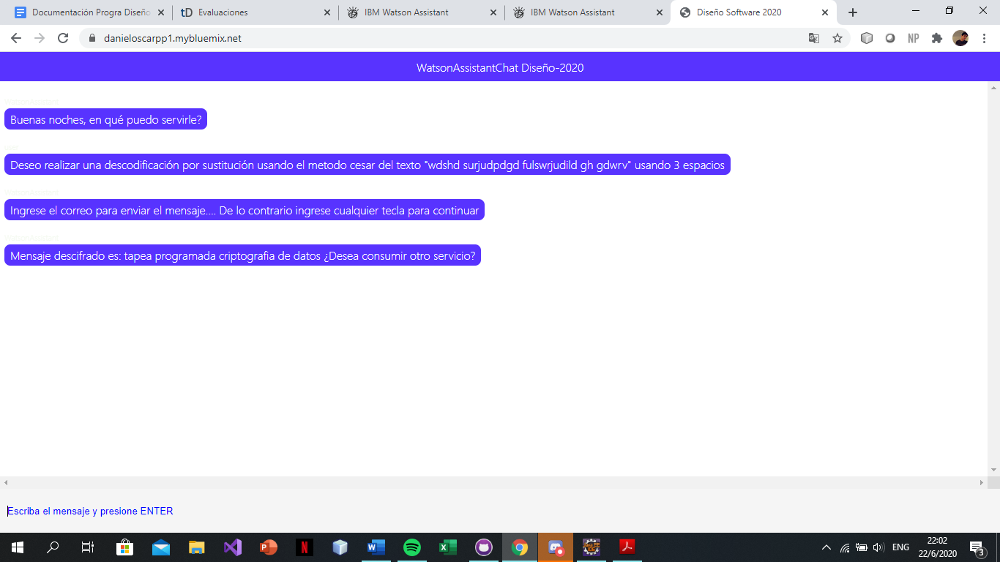 Documentación Progra Diseño
tD Evaluaciones
IBM Watson Assistant
IBM Watson Assistant
Diseño Software 2020
danieloscarpp1.mybluemix.net
NP
WatsonAssistantChat Diseño-2020
Buenas noches, en qué puedo servirle?
Deseo realizar una descodificación por sustitución usando el metodo cesar del texto "wdshd surjudpdgd fulswrjudild gh gdwrv" usando 3 espacios
WatsonAssistant
Ingrese el correo para enviar el mensaje.... De lo contrario ingrese cualquier tecla para continuar
WatsonAssistant
Mensaje descifrado es: tapea programada criptografia de datos ¿Desea consumir otro servicio?
Escriba el mensaje y presione ENTER
ENG
22:02
22/6/2020
3